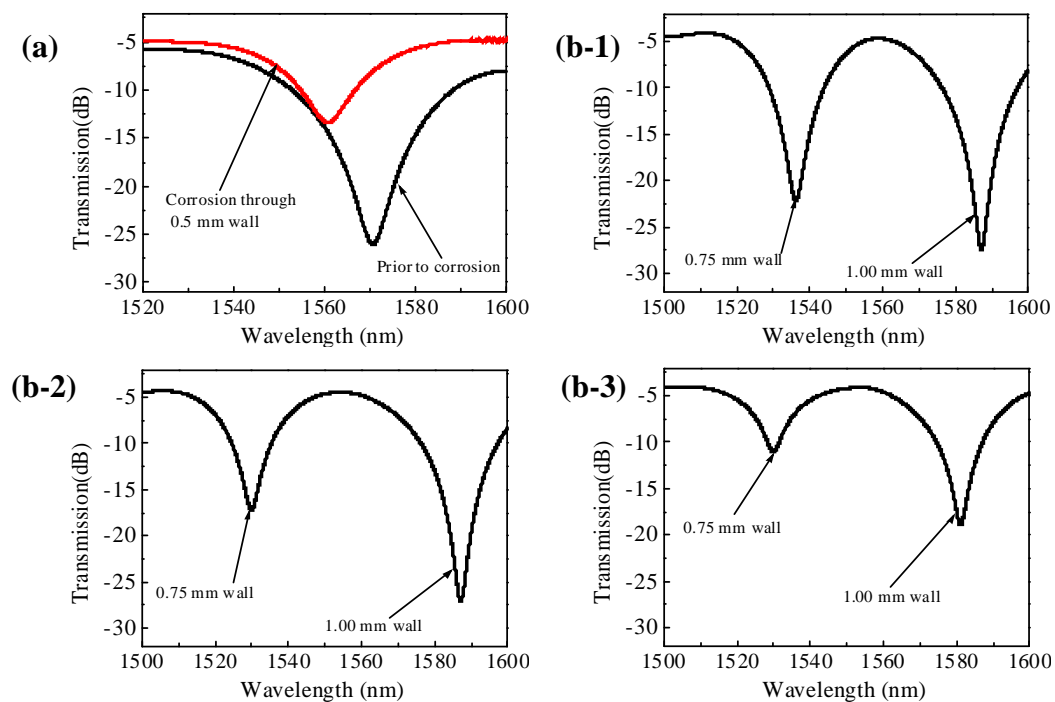 (a)
-5
-10
-15
-20
-25
-30
Transmission(dB)
Corrosion through
0.5 mm wall
Prior to corrosion
1520 1540 1560 1580 1600
Wavelength (nm)
(b-1)
-5
-10
-15
-20
-25
-30
Transmission(dB)
0.75 mm wall
1.00 mm wall
1500 1520 1540 1560 1580 1600
Wavelength (nm)
(b-2)
-5
-10
-15
-20
-25
-30
Transmission(dB)
0.75 mm wall
1.00 mm wall
1500 1520 1540 1560 1580 1600
Wavelength (nm)
(b-3)
-5
-10
-15
-20
-25
-30
Transmission(dB)
0.75 mm wall
1.00 mm wall
1500 1520 1540 1560 1580 1600
Wavelength (nm)